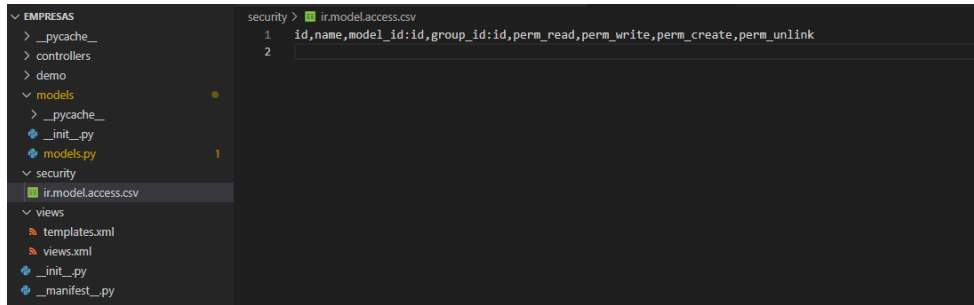 EMPRESAS
__pycache__
controllers
demo
models
__pycache__
__init__.py
models.py 1
security
ir.model.access.csv
views
templates.xml
views.xml
__init__.py
__manifest__.py
security > ir.model.access.csv
1 id,name,model_id:id,group_id:id,perm_read,perm_write,perm_create,perm_unlink
2